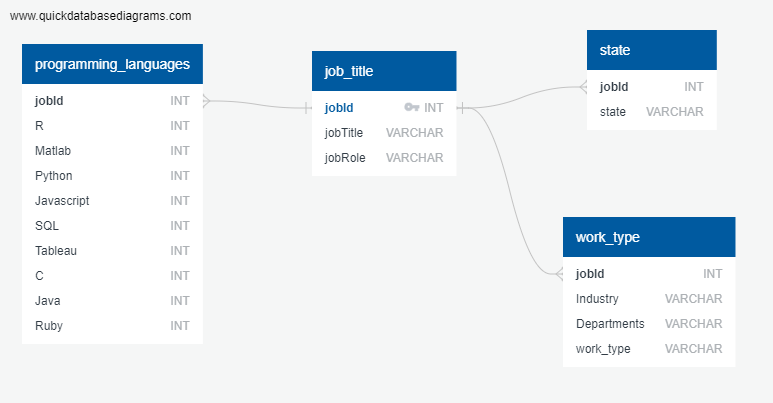 www.quickdatabasediagrams.com
programming_languages
jobId INT
R INT
Matlab INT
Python INT
Javascript INT
SQL INT
Tableau INT
C INT
Java INT
Ruby INT
job_title
jobId INT
jobTitle VARCHAR
jobRole VARCHAR
state
jobId INT
state VARCHAR
work_type
jobId INT
Industry VARCHAR
Departments VARCHAR
work_type VARCHAR